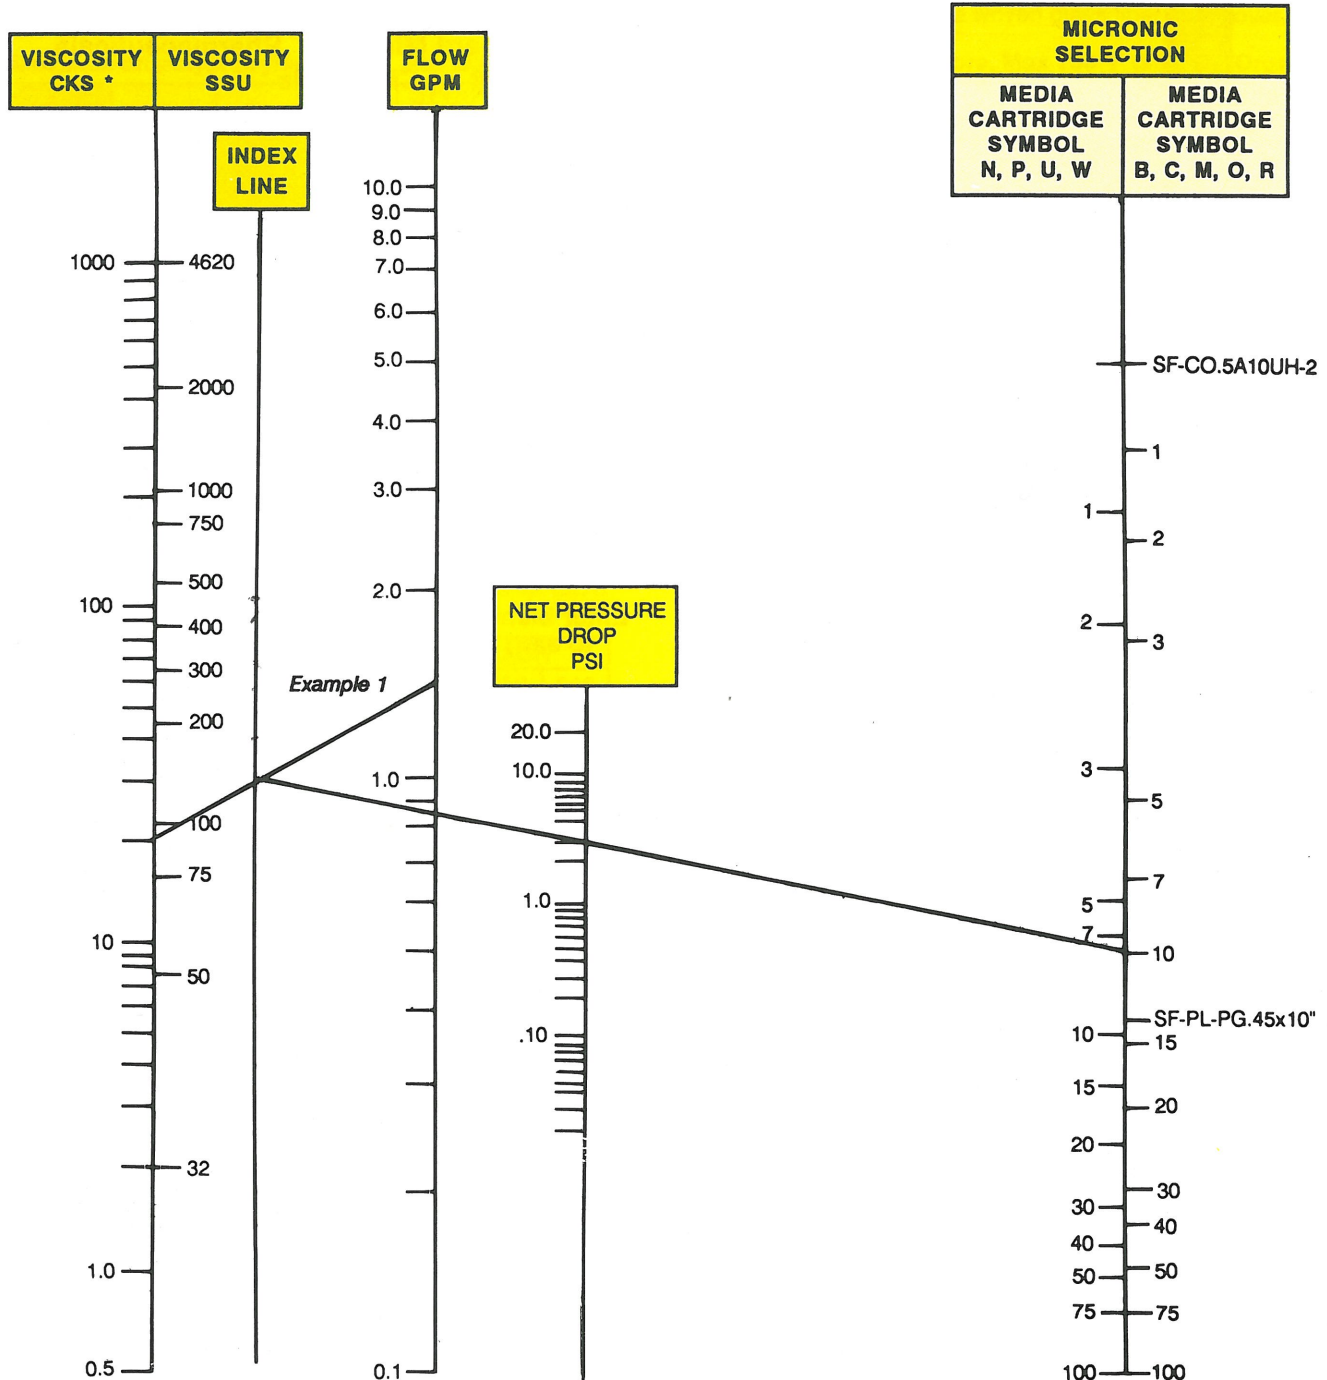 VISCOSITY
CKS *
VISCOSITY
SSU
FLOW
GPM
MICRONIC
SELECTION
MEDIA
CARTRIDGE
SYMBOL
N, P, U, W
MEDIA
CARTRIDGE
SYMBOL
B, C, M, O, R
INDEX
LINE
1000
100
10
1.0
0.5
4620
2000
1000
750
500
400
300
200
100
75
50
32
Example 1
10.0
9.0
8.0
7.0
6.0
5.0
4.0
3.0
2.0
1.0
0.1
NET PRESSURE
DROP
PSI
20.0
10.0
1.0
.10
1
2
3
5
7
10
15
20
30
40
50
75
100
SF-CO.5A10UH-2
1
2
3
5
7
10
SF-PL-PG.45x10"
15
20
30
40
50
75
100